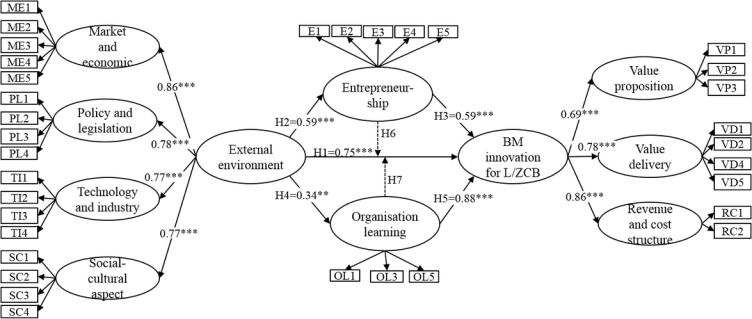 ME1
ME2
ME3
ME4
ME5
Market
and
economic
0.86***
PL1
PL2
PL3
PL4
Policy and
legislation
0.78***
TI1
TI2
TI3
TI4
Technology
and industry
0.77***
SC1
SC2
SC3
SC4
Social-
cultural
aspect
0.77***
External
environment
E1
E2
E3
E4
E5
Entrepreneur-
ship
H2=0.59***
H3=0.59***
H6
H1=0.75***
H7
H4=0.34**
H5=0.88***
Organisation
learning
OL1
OL3
OL5
BM
innovation
for L/ZCB
0.69***
Value
proposition
VP1
VP2
VP3
0.78***
Value
delivery
VD1
VD2
VD4
VD5
0.86***
Revenue
and cost
structure
RC1
RC2